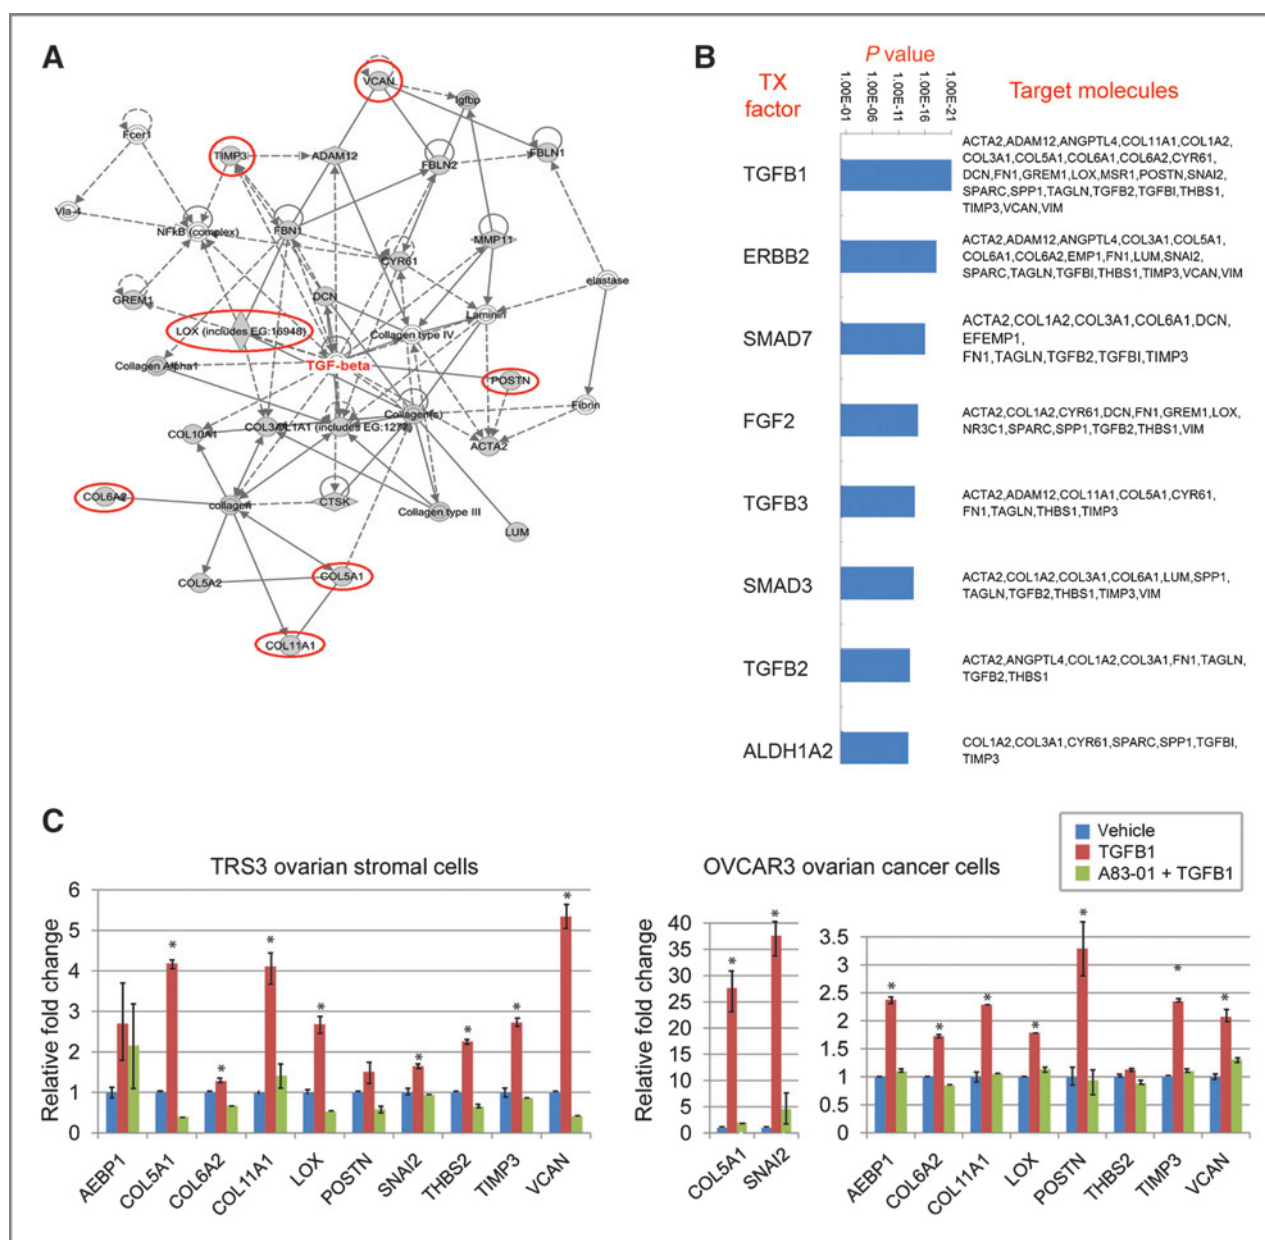 A
VCAN
Igfbp
Fcer1
TIMP3
ADAM12
FBLN2
FBLN1
Vla-4
NFkB (complex)
FBN1
MMP11
CYR61
GREM1
DCN
elastase
LOX (includes EG:16948)
Collagen type IV
Laminin
Collagen Alpha1
TGF-beta
POSTN
Collagen(s)
Fibrin
COL10A1
COL3A1
COL1A1 (includes EG:1277)
ACTA2
COL6A2
collagen
CTSK
Collagen type III
LUM
COL5A2
COL5A1
COL11A1
B
P value
TX
factor
Target molecules
1.00E-01
1.00E-06
1.00E-11
1.00E-16
1.00E-21
TGFB1
ACTA2,ADAM12,ANGPTL4,COL11A1,COL1A2,
COL3A1,COL5A1,COL6A1,COL6A2,CYR61,
DCN,FN1,GREM1,LOX,MSR1,POSTN,SNAI2,
SPARC,SPP1,TAGLN,TGFB2,TGFBI,THBS1,
TIMP3,VCAN,VIM
ERBB2
ACTA2,ADAM12,ANGPTL4,COL3A1,COL5A1,
COL6A1,COL6A2,EMP1,FN1,LUM,SNAI2,
SPARC,TAGLN,TGFBI,THBS1,TIMP3,VCAN,VIM
SMAD7
ACTA2,COL1A2,COL3A1,COL6A1,DCN,
EFEMP1,
FN1,TAGLN,TGFB2,TGFBI,TIMP3
FGF2
ACTA2,COL1A2,CYR61,DCN,FN1,GREM1,LOX,
NR3C1,SPARC,SPP1,TGFB2,THBS1,VIM
TGFB3
ACTA2,ADAM12,COL11A1,COL5A1,CYR61,
FN1,TAGLN,THBS1,TIMP3
SMAD3
ACTA2,COL1A2,COL3A1,COL6A1,LUM,SPP1,
TAGLN,TGFB2,THBS1,TIMP3,VIM
TGFB2
ACTA2,ANGPTL4,COL1A2,COL3A1,FN1,TAGLN,
TGFB2,THBS1
ALDH1A2
COL1A2,COL3A1,CYR61,SPARC,SPP1,TGFBI,
TIMP3
C
Vehicle
TGFB1
A83-01 + TGFB1
TRS3 ovarian stromal cells
Relative fold change
6
5
4
3
2
1
0
* * * * * * * *
AEBP1
COL5A1
COL6A2
COL11A1
LOX
POSTN
SNAI2
THBS2
TIMP3
VCAN
OVCAR3 ovarian cancer cells
Relative fold change
40
35
30
25
20
15
10
5
0
* *
COL5A1
SNAI2
3.5
3
2.5
2
1.5
1
0.5
0
* * * * * * *
AEBP1
COL6A2
COL11A1
LOX
POSTN
THBS2
TIMP3
VCAN